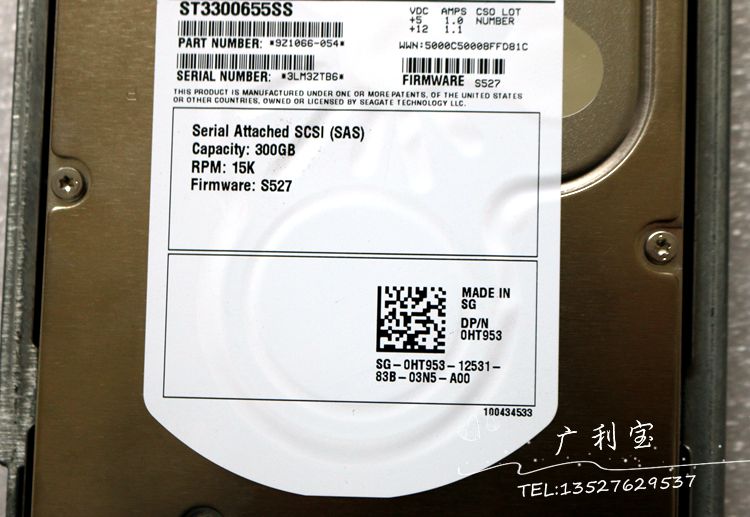 ST3300655SS
VDC AMPS CSO LOT
+5 1.0 NUMBER
+12 1.1
PART NUMBER: *9Z1066-054*
WWN:5000C50008FFD81C
SERIAL NUMBER: *3LM3ZTB6*
FIRMWARE S527
THIS PRODUCT IS MANUFACTURED UNDER ONE OR MORE PATENTS, OF THE UNITED STATES
OR OTHER COUNTRIES, OWNED OR LICENSED BY SEAGATE TECHNOLOGY LLC.
Serial Attached SCSI (SAS)
Capacity: 300GB
RPM: 15K
Firmware: S527
MADE IN
SG
DP/N
0HT953
SG-0HT953-12531-
83B-03N5-A00
100434533
广利宝
TEL:13527629537